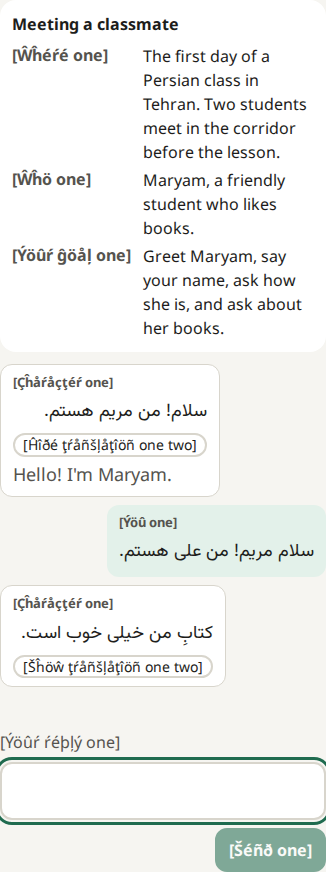 Meeting a classmate
[Ŵĥéŕé one]
The first day of a
Persian class in
Tehran. Two students
meet in the corridor
before the lesson.
[Ŵĥö one]
Maryam, a friendly
student who likes
books.
[Ýöûŕ ĝöåļ one]
Greet Maryam, say
your name, ask how
she is, and ask about
her books.
[Çĥåŕåçţéŕ one]
سلام! من مریم هستم.
[Ĥîðé ţŕåñšļåţîöñ one two]
Hello! I'm Maryam.
[Ýöû one]
سلام مریم! من علی هستم.
[Çĥåŕåçţéŕ one]
کتابِ من خیلی خوب است.
[Šĥöŵ ţŕåñšļåţîöñ one two]
[Ýöûŕ ŕéþļý one]
[Šéñð one]